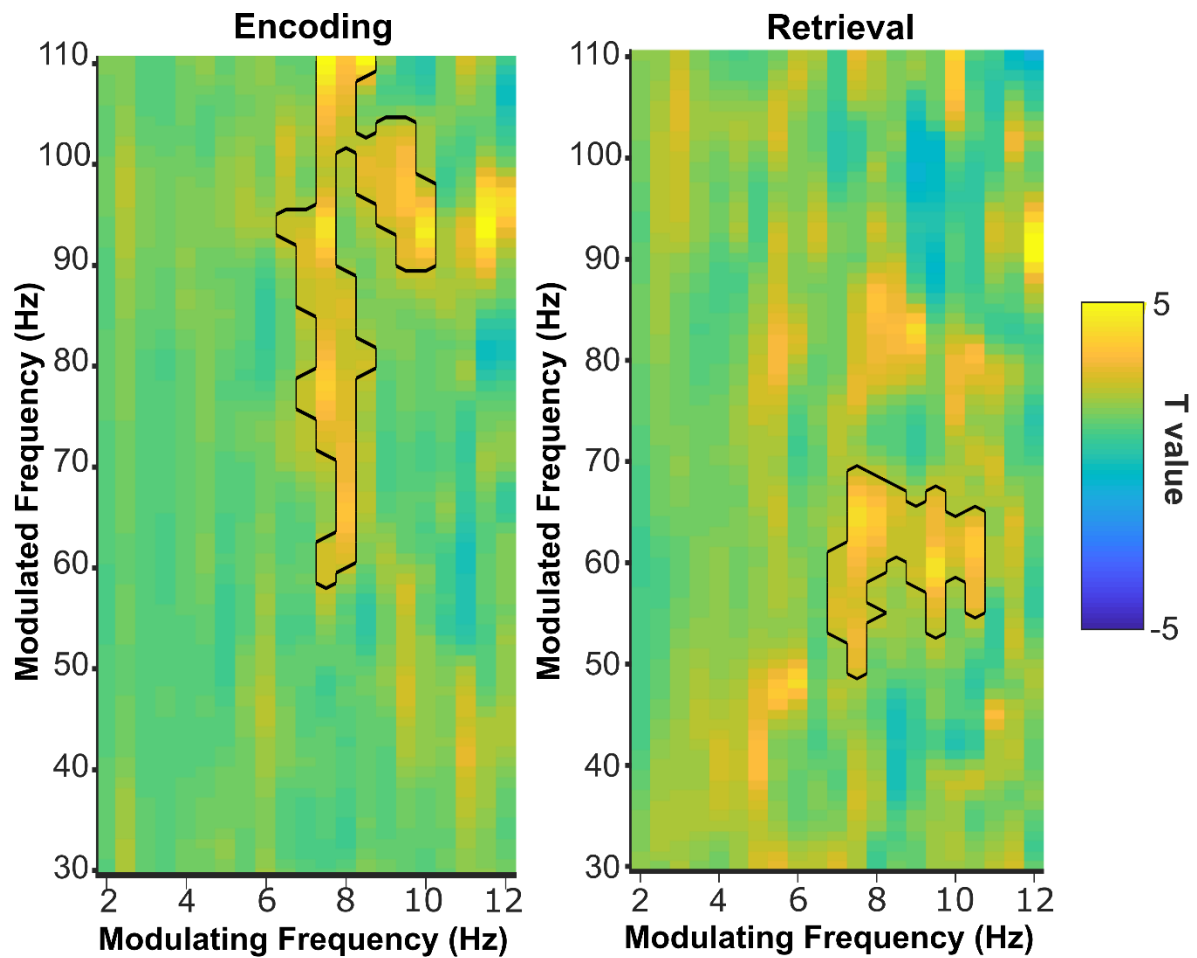 Encoding
110
100
90
80
70
60
50
40
30
2 4 6 8 10 12
Modulated Frequency (Hz)
Modulating Frequency (Hz)
Retrieval
110
100
90
80
70
60
50
40
30
2 4 6 8 10 12
Modulated Frequency (Hz)
Modulating Frequency (Hz)
5
-5
T value